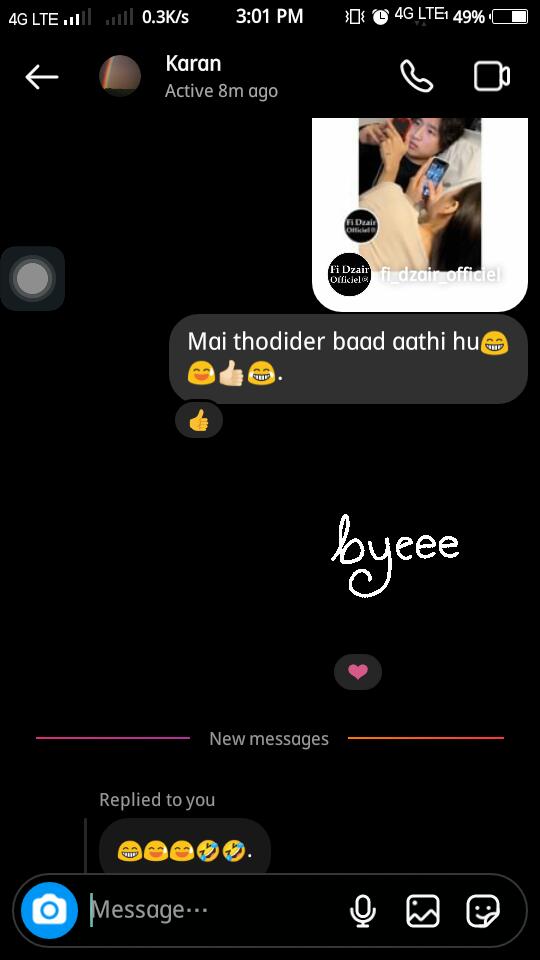 4G LTE 0.3K/s 3:01 PM 4G LTE 49%
Karan
Active 8m ago
Fi Dzair
Officiel
Fi Dzair
Officiel
fi_dzair_officiel
Mai thodider baad aathi hu😂
😅👍🏻😂.
👍
byeee
❤
New messages
Replied to you
😁😅😅🤣🤣.
Message···